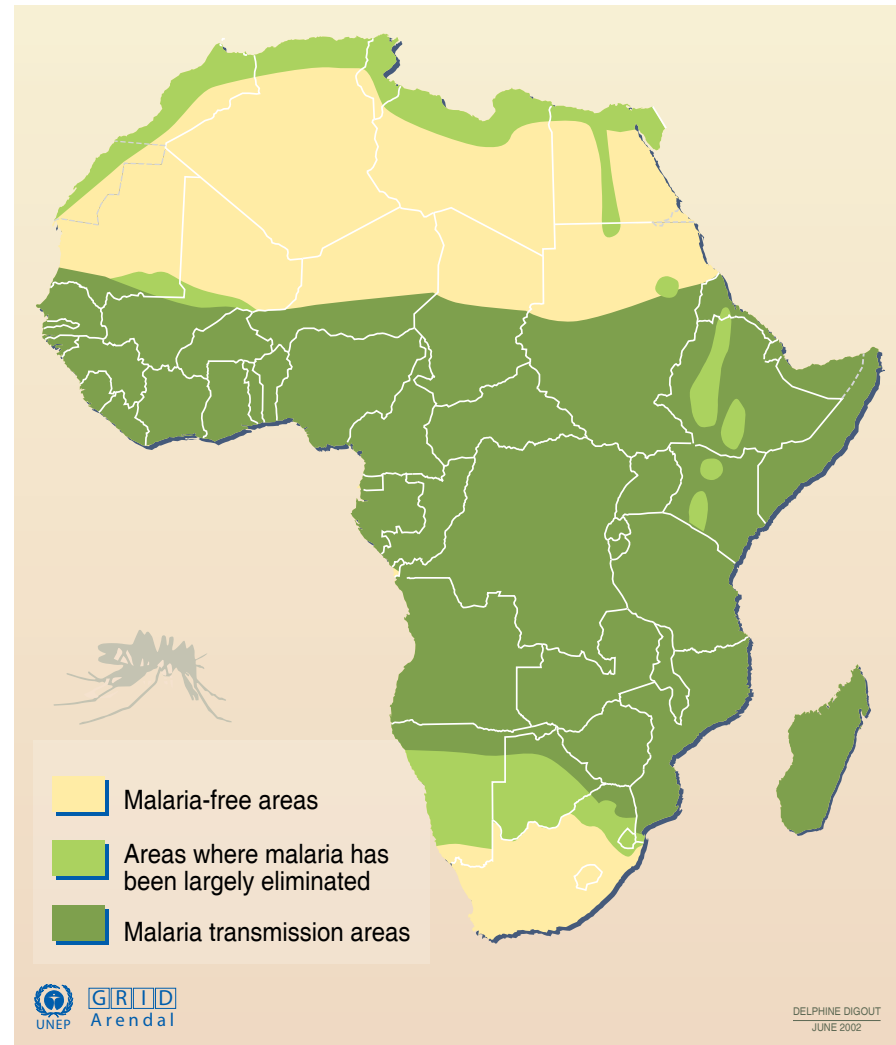 Malaria-free areas
Areas where malaria has
been largely eliminated
Malaria transmission areas
UNEP
GRID
Arendal
DELPHINE DIGOUT
JUNE 2002